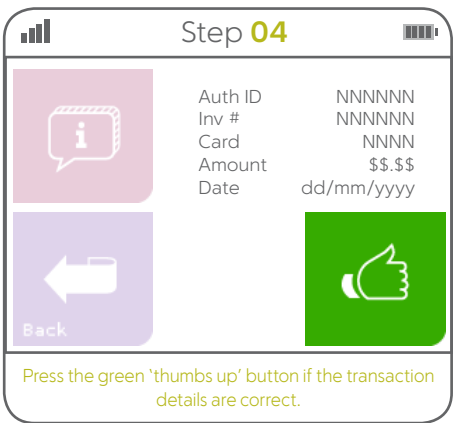 Step 04
i
Auth ID NNNNNN
Inv # NNNNNN
Card NNNN
Amount $$.$$
Date dd/mm/yyyy
Back
Press the green ‘thumbs up’ button if the transaction
details are correct.